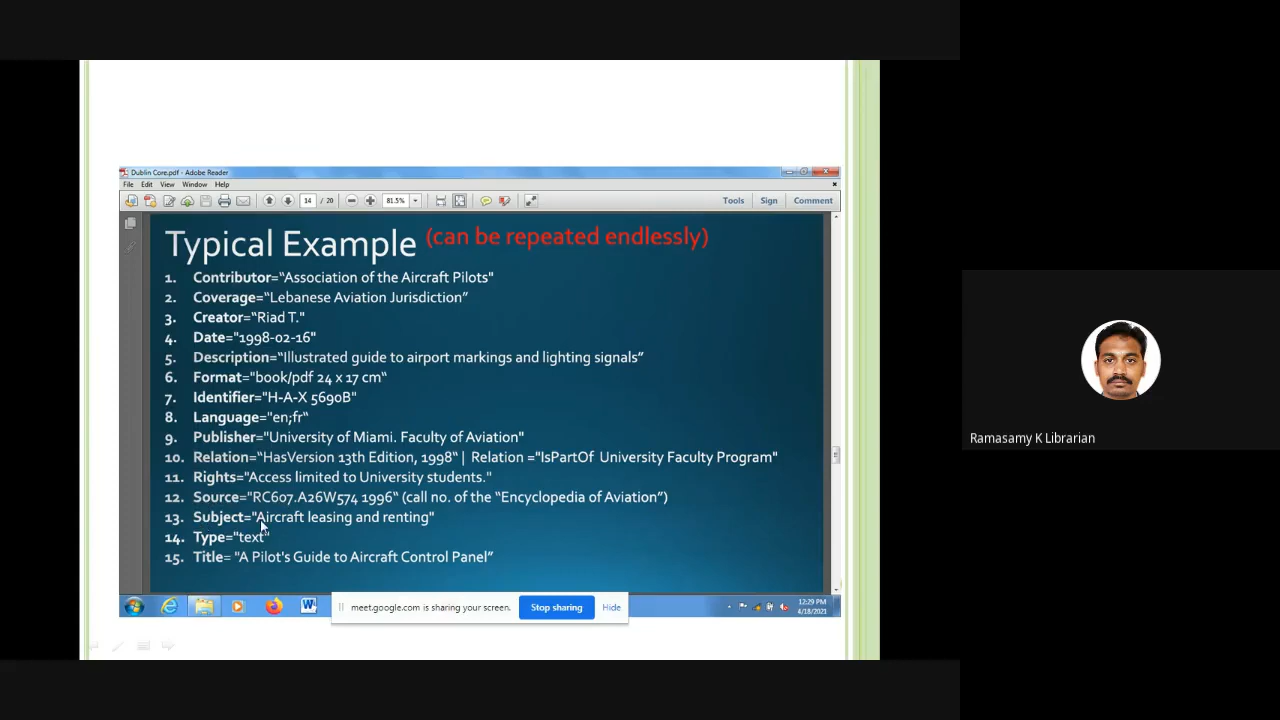 Dublin Core.pdf - Adobe Reader
File Edit View Window Help
14 / 20 81.5% Tools Sign Comment
Typical Example (can be repeated endlessly)
1. Contributor=“Association of the Aircraft Pilots"
2. Coverage=“Lebanese Aviation Jurisdiction”
3. Creator=“Riad T."
4. Date="1998-02-16"
5. Description=“Illustrated guide to airport markings and lighting signals”
6. Format="book/pdf 24 x 17 cm“
7. Identifier="H-A-X 5690B"
8. Language="en;fr“
9. Publisher="University of Miami. Faculty of Aviation"
10. Relation=“HasVersion 13th Edition, 1998“ | Relation ="IsPartOf University Faculty Program"
11. Rights="Access limited to University students."
12. Source="RC607.A26W574 1996“ (call no. of the “Encyclopedia of Aviation”)
13. Subject="Aircraft leasing and renting"
14. Type="text"
15. Title= "A Pilot's Guide to Aircraft Control Panel”
meet.google.com is sharing your screen. Stop sharing Hide
12:29 PM
4/18/2021
Ramasamy K Librarian